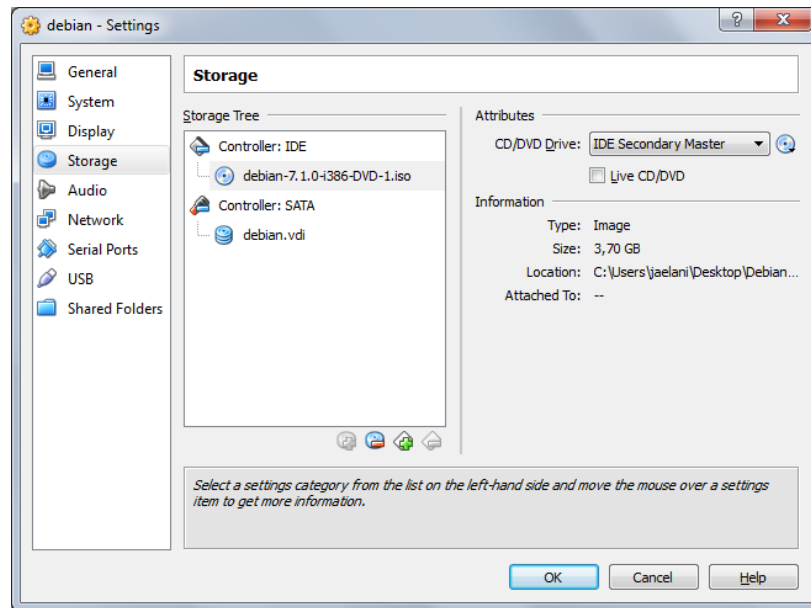 debian - Settings
General
System
Display
Storage
Audio
Network
Serial Ports
USB
Shared Folders
Storage
Storage Tree
Controller: IDE
debian-7.1.0-i386-DVD-1.iso
Controller: SATA
debian.vdi
Attributes
CD/DVD Drive: IDE Secondary Master
Live CD/DVD
Information
Type: Image
Size: 3,70 GB
Location: C:\Users\jaelani\Desktop\Debian...
Attached To: --
Select a settings category from the list on the left-hand side and move the mouse over a settings
item to get more information.
OK Cancel Help